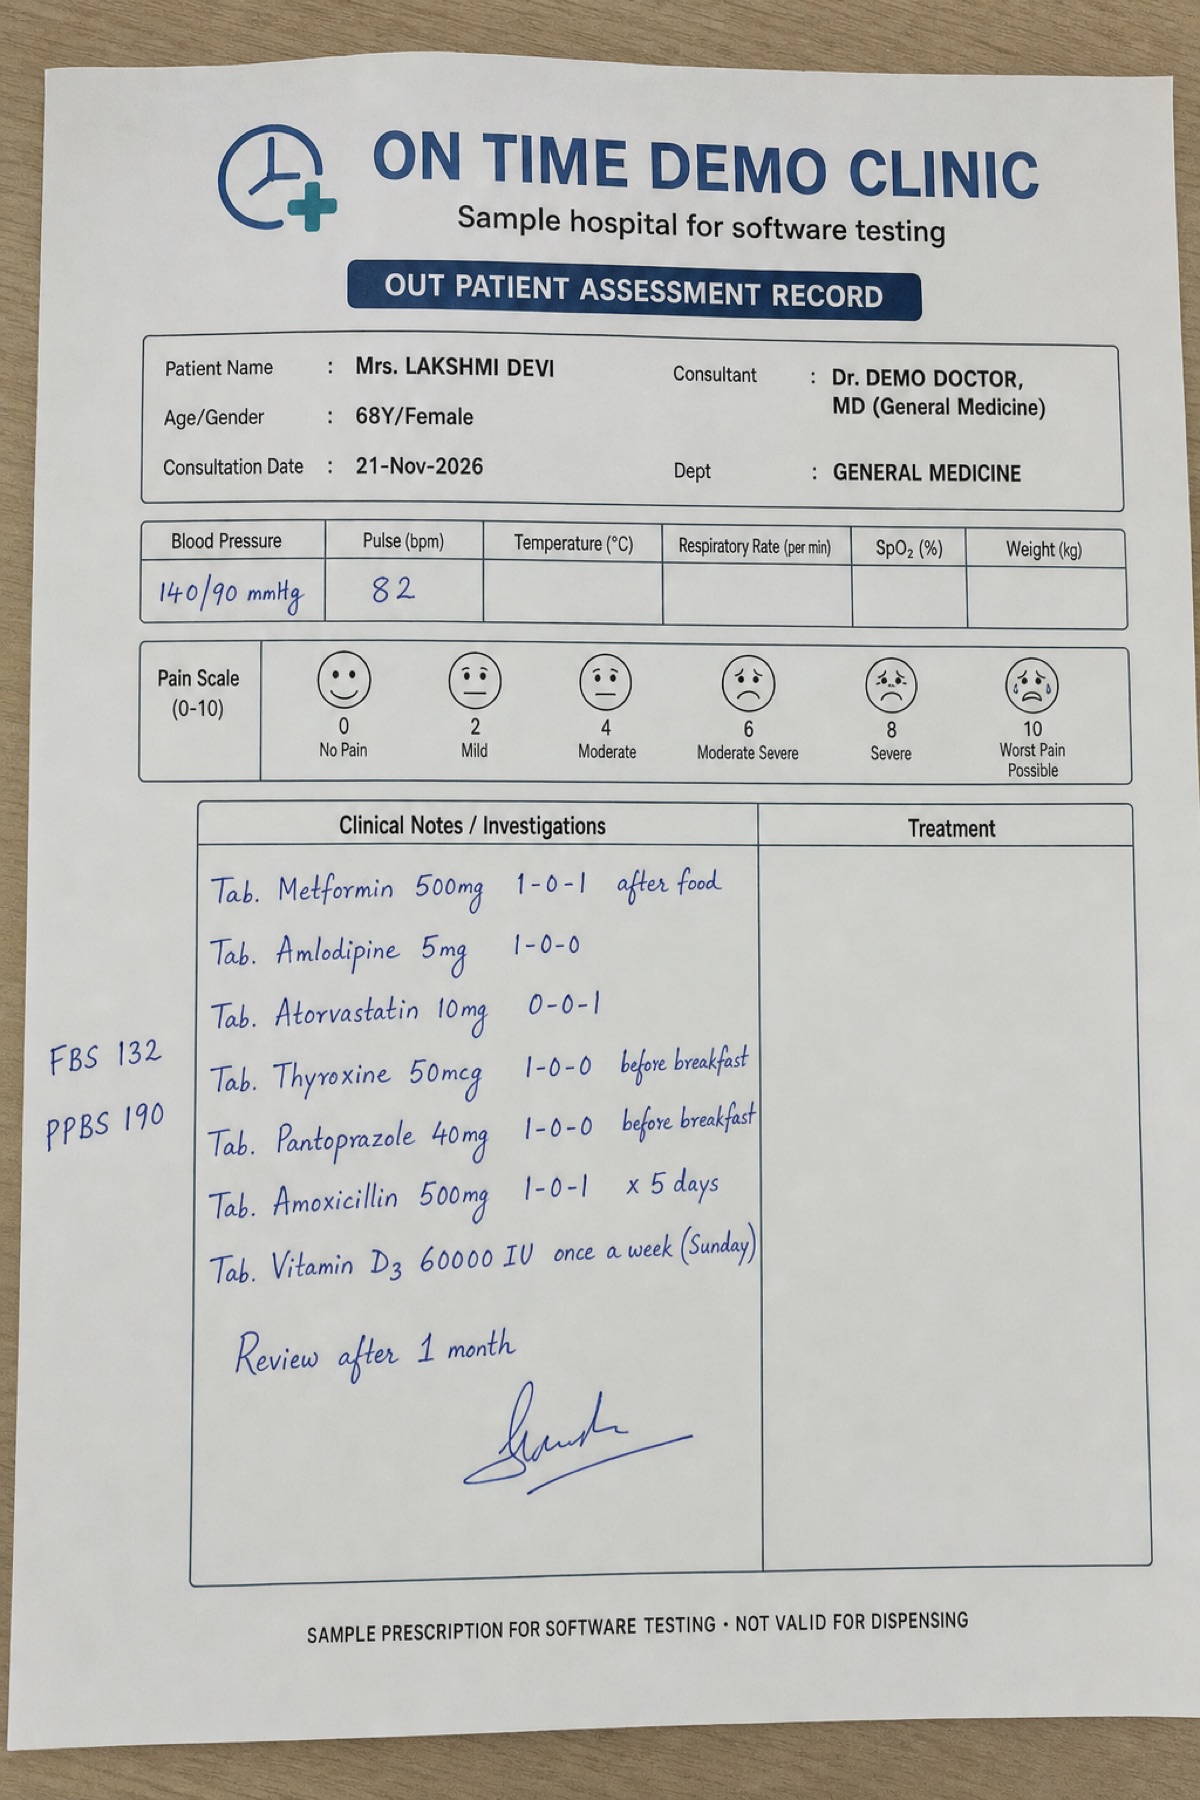 ON TIME DEMO CLINIC
Sample hospital for software testing
OUT PATIENT ASSESSMENT RECORD
Patient Name : Mrs. LAKSHMI DEVI
Consultant : Dr. DEMO DOCTOR,
MD (General Medicine)
Age/Gender : 68Y/Female
Consultation Date : 21-Nov-2026
Dept : GENERAL MEDICINE
Blood Pressure Pulse (bpm) Temperature (°C) Respiratory Rate (per min) SpO₂ (%) Weight (kg)
140/90 mmHg 82
Pain Scale
(0-10)
0 2 4 6 8 10
No Pain Mild Moderate Moderate Severe Severe Worst Pain
Possible
Clinical Notes / Investigations Treatment
Tab. Metformin 500mg 1-0-1 after food
Tab. Amlodipine 5mg 1-0-0
Tab. Atorvastatin 10mg 0-0-1
FBS 132
Tab. Thyroxine 50mcg 1-0-0 before breakfast
PPBS 190
Tab. Pantoprazole 40mg 1-0-0 before breakfast
Tab. Amoxicillin 500mg 1-0-1 x 5 days
Tab. Vitamin D3 60000 IU once a week (Sunday)
Review after 1 month
SAMPLE PRESCRIPTION FOR SOFTWARE TESTING • NOT VALID FOR DISPENSING